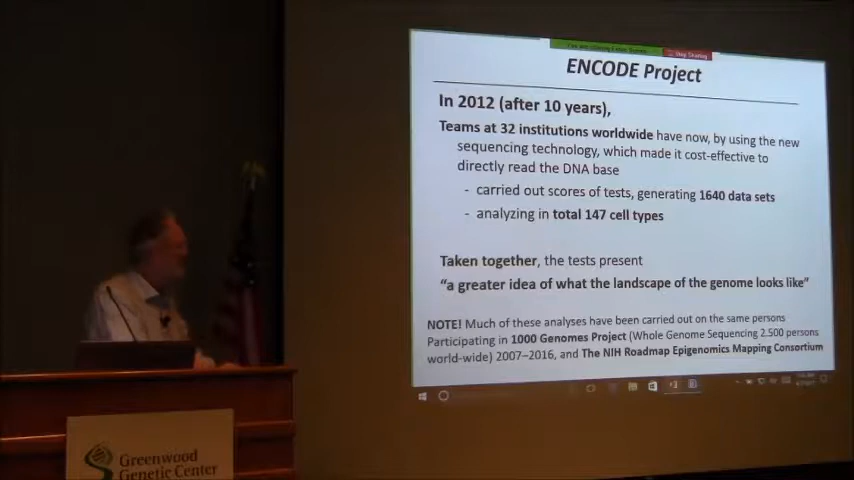 Stop Sharing
ENCODE Project
In 2012 (after 10 years),
Teams at 32 institutions worldwide have now, by using the new
sequencing technology, which made it cost-effective to
directly read the DNA base
- carried out scores of tests, generating 1640 data sets
- analyzing in total 147 cell types
Taken together, the tests present
“a greater idea of what the landscape of the genome looks like”
NOTE! Much of these analyses have been carried out on the same persons
Participating in 1000 Genomes Project (Whole Genome Sequencing 2.500 persons
world-wide) 2007–2016, and The NIH Roadmap Epigenomics Mapping Consortium
Greenwood
Genetic Center